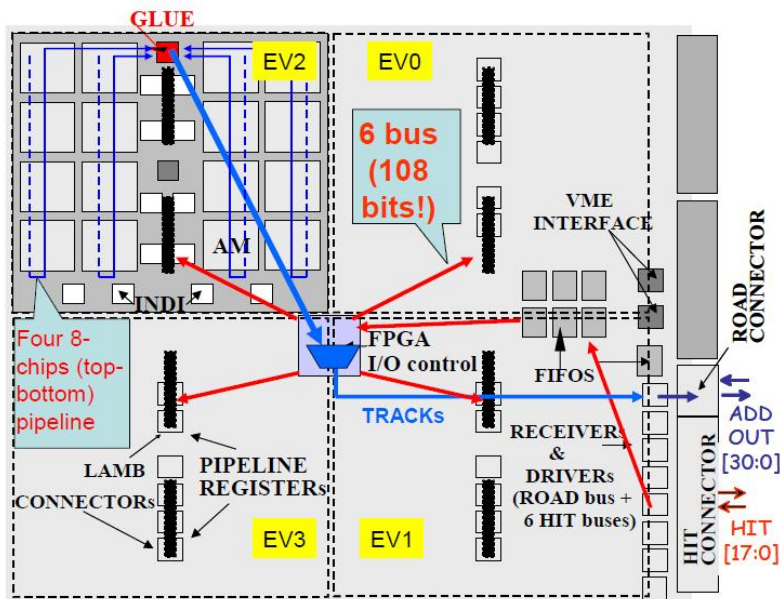 GLUE
EV2
EV0
6 bus
(108
bits!)
VME
INTERFACE
AM
INDI
ROAD CONNECTOR
Four 8-
chips (top-
bottom)
pipeline
FPGA
I/O control
FIFOS
TRACKs
ADD
OUT
[30:0]
LAMB
CONNECTORs
PIPELINE
REGISTERs
RECEIVERs
&
DRIVERs
(ROAD bus +
6 HIT buses)
HIT
CONNECTOR
HIT
[17:0]
EV3
EV1